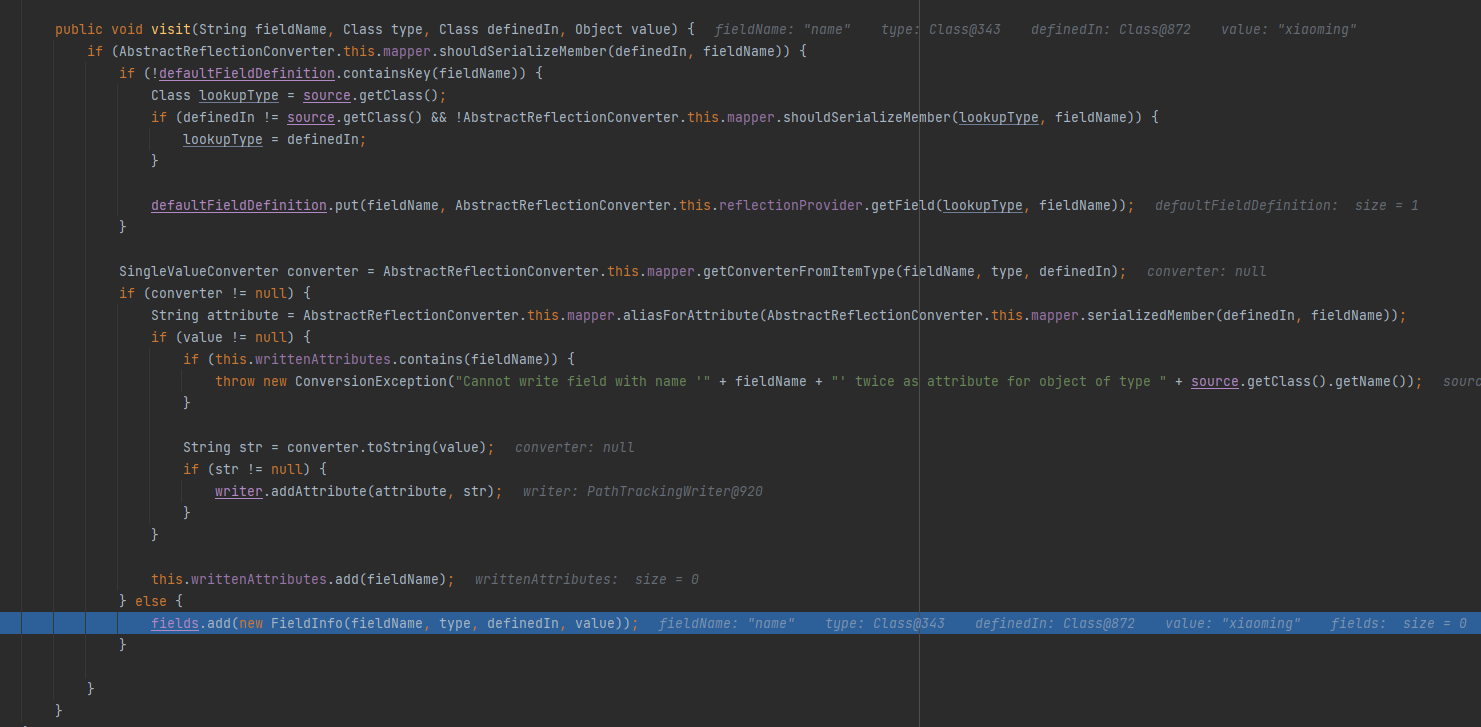 public void visit(String fieldName, Class type, Class definedIn, Object value) { fieldName: "name" type: Class@343 definedIn: Class@872 value: "xiaoming"
if (AbstractReflectionConverter.this.mapper.shouldSerializeMember(definedIn, fieldName)) {
if (!defaultFieldDefinition.containsKey(fieldName)) {
Class lookupType = source.getClass();
if (definedIn != source.getClass() && !AbstractReflectionConverter.this.mapper.shouldSerializeMember(lookupType, fieldName)) {
lookupType = definedIn;
}
defaultFieldDefinition.put(fieldName, AbstractReflectionConverter.this.reflectionProvider.getField(lookupType, fieldName)); defaultFieldDefinition: size = 1
}
SingleValueConverter converter = AbstractReflectionConverter.this.mapper.getConverterFromItemType(fieldName, type, definedIn); converter: null
if (converter != null) {
String attribute = AbstractReflectionConverter.this.mapper.aliasForAttribute(AbstractReflectionConverter.this.mapper.serializedMember(definedIn, fieldName));
if (value != null) {
if (this.writtenAttributes.contains(fieldName)) {
throw new ConversionException("Cannot write field with name '" + fieldName + "' twice as attribute for object of type " + source.getClass().getName()); sourc
}
String str = converter.toString(value); converter: null
if (str != null) {
writer.addAttribute(attribute, str); writer: PathTrackingWriter@920
}
}
this.writtenAttributes.add(fieldName); writtenAttributes: size = 0
} else {
fields.add(new FieldInfo(fieldName, type, definedIn, value)); fieldName: "name" type: Class@343 definedIn: Class@872 value: "xiaoming" fields: size = 0
}
}
}